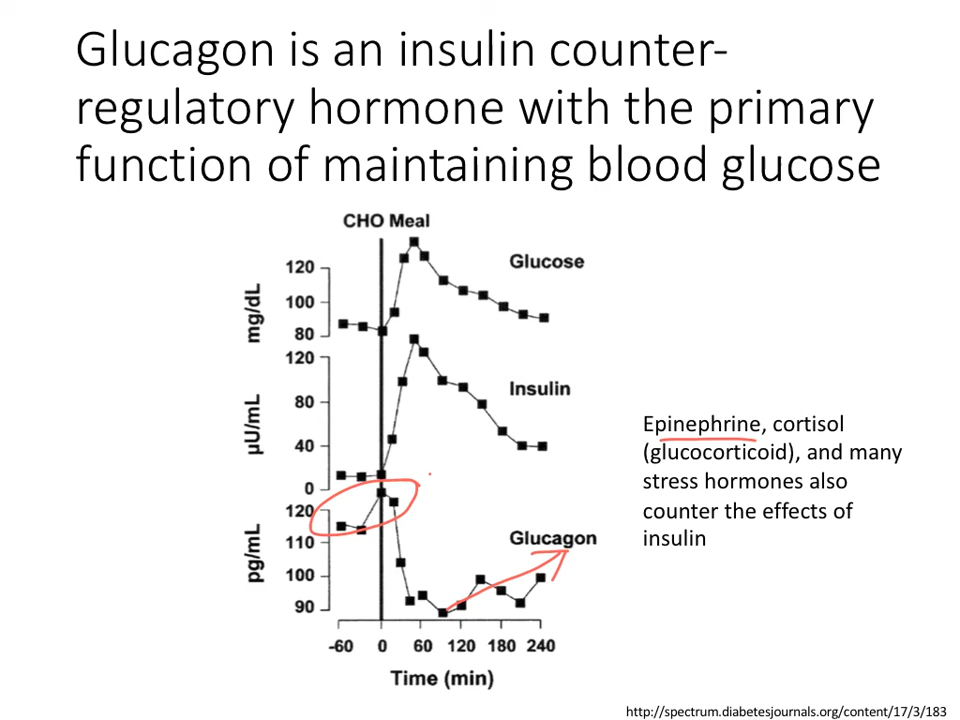 Glucagon is an insulin counter-
regulatory hormone with the primary
function of maintaining blood glucose
CHO Meal
Glucose
mg/dL
120
100
80
Insulin
µU/mL
120
80
40
0
Glucagon
pg/mL
120
110
100
90
-60 0 60 120 180 240
Time (min)
Epinephrine, cortisol
(glucocorticoid), and many
stress hormones also
counter the effects of
insulin
http://spectrum.diabetesjournals.org/content/17/3/183